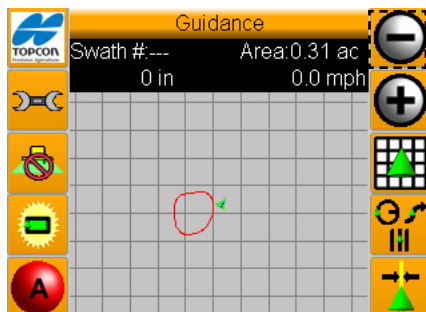 Guidance
TOPCON
Precision Agriculture
Swath #:---
Area:0.31 ac
0 in
0.0 mph
A